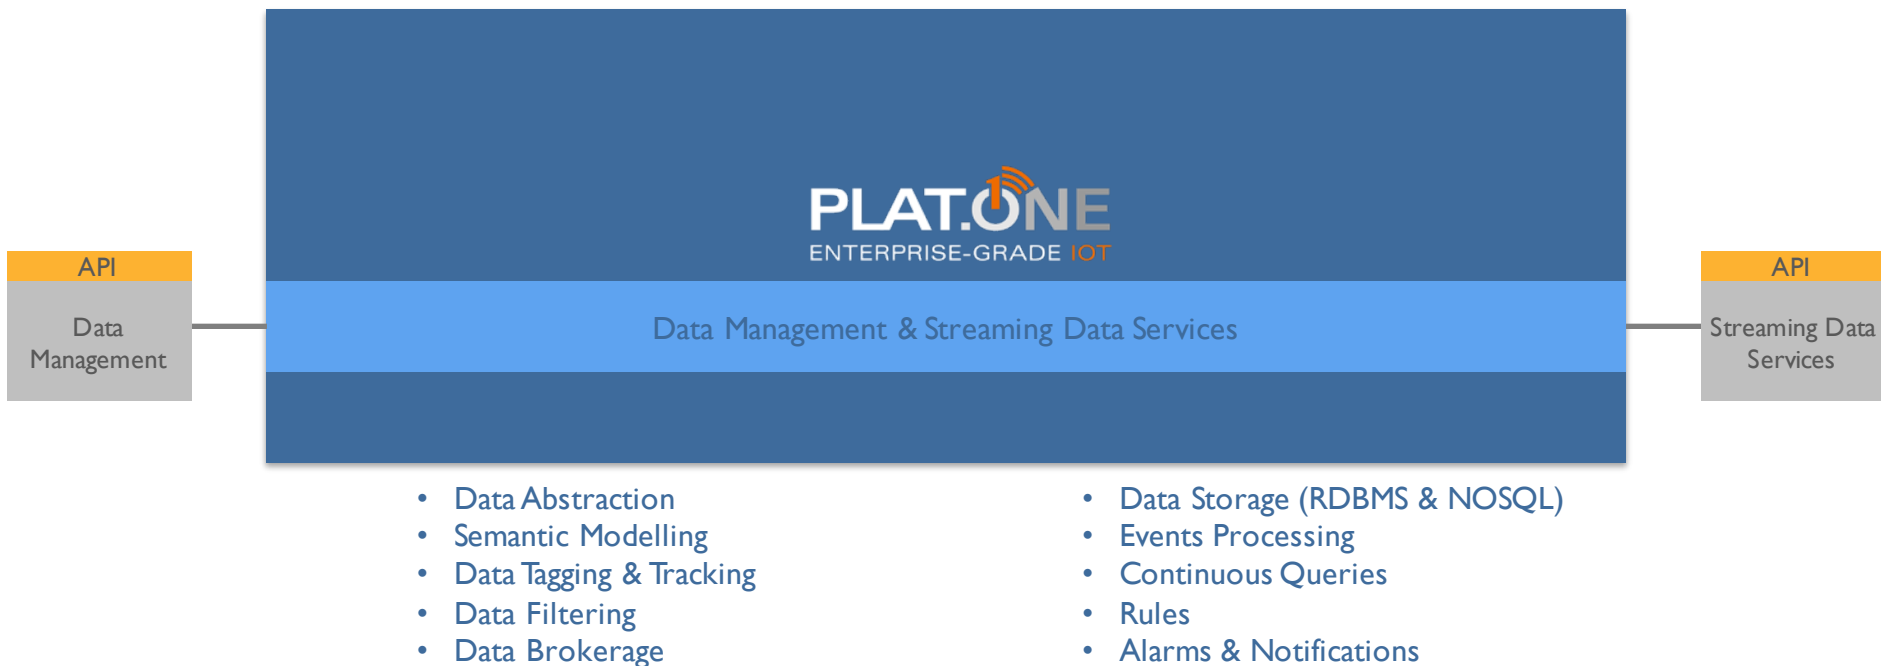 PLAT.ONE
ENTERPRISE-GRADE IOT
API
Data
Management
Data Management & Streaming Data Services
API
Streaming Data
Services
• Data Abstraction
• Semantic Modelling
• Data Tagging & Tracking
• Data Filtering
• Data Brokerage
• Data Storage (RDBMS & NOSQL)
• Events Processing
• Continuous Queries
• Rules
• Alarms & Notifications